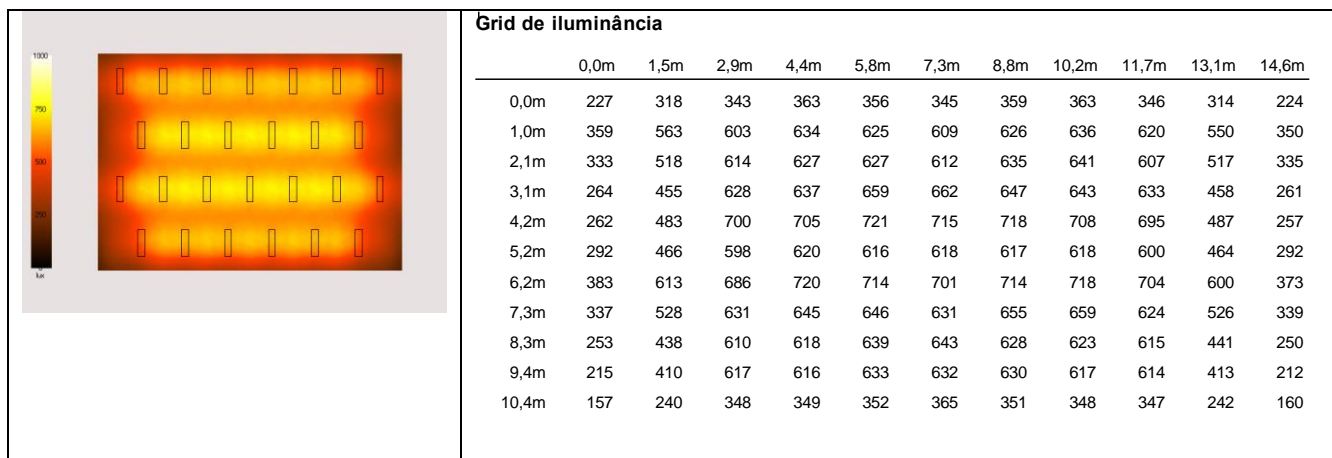 Grid de iluminância
1000
750
500
250
0
lux
0,0m 1,5m 2,9m 4,4m 5,8m 7,3m 8,8m 10,2m 11,7m 13,1m 14,6m
0,0m 227 318 343 363 356 345 359 363 346 314 224
1,0m 359 563 603 634 625 609 626 636 620 550 350
2,1m 333 518 614 627 627 612 635 641 607 517 335
3,1m 264 455 628 637 659 662 647 643 633 458 261
4,2m 262 483 700 705 721 715 718 708 695 487 257
5,2m 292 466 598 620 616 618 617 618 600 464 292
6,2m 383 613 686 720 714 701 714 718 704 600 373
7,3m 337 528 631 645 646 631 655 659 624 526 339
8,3m 253 438 610 618 639 643 628 623 615 441 250
9,4m 215 410 617 616 633 632 630 617 614 413 212
10,4m 157 240 348 349 352 365 351 348 347 242 160